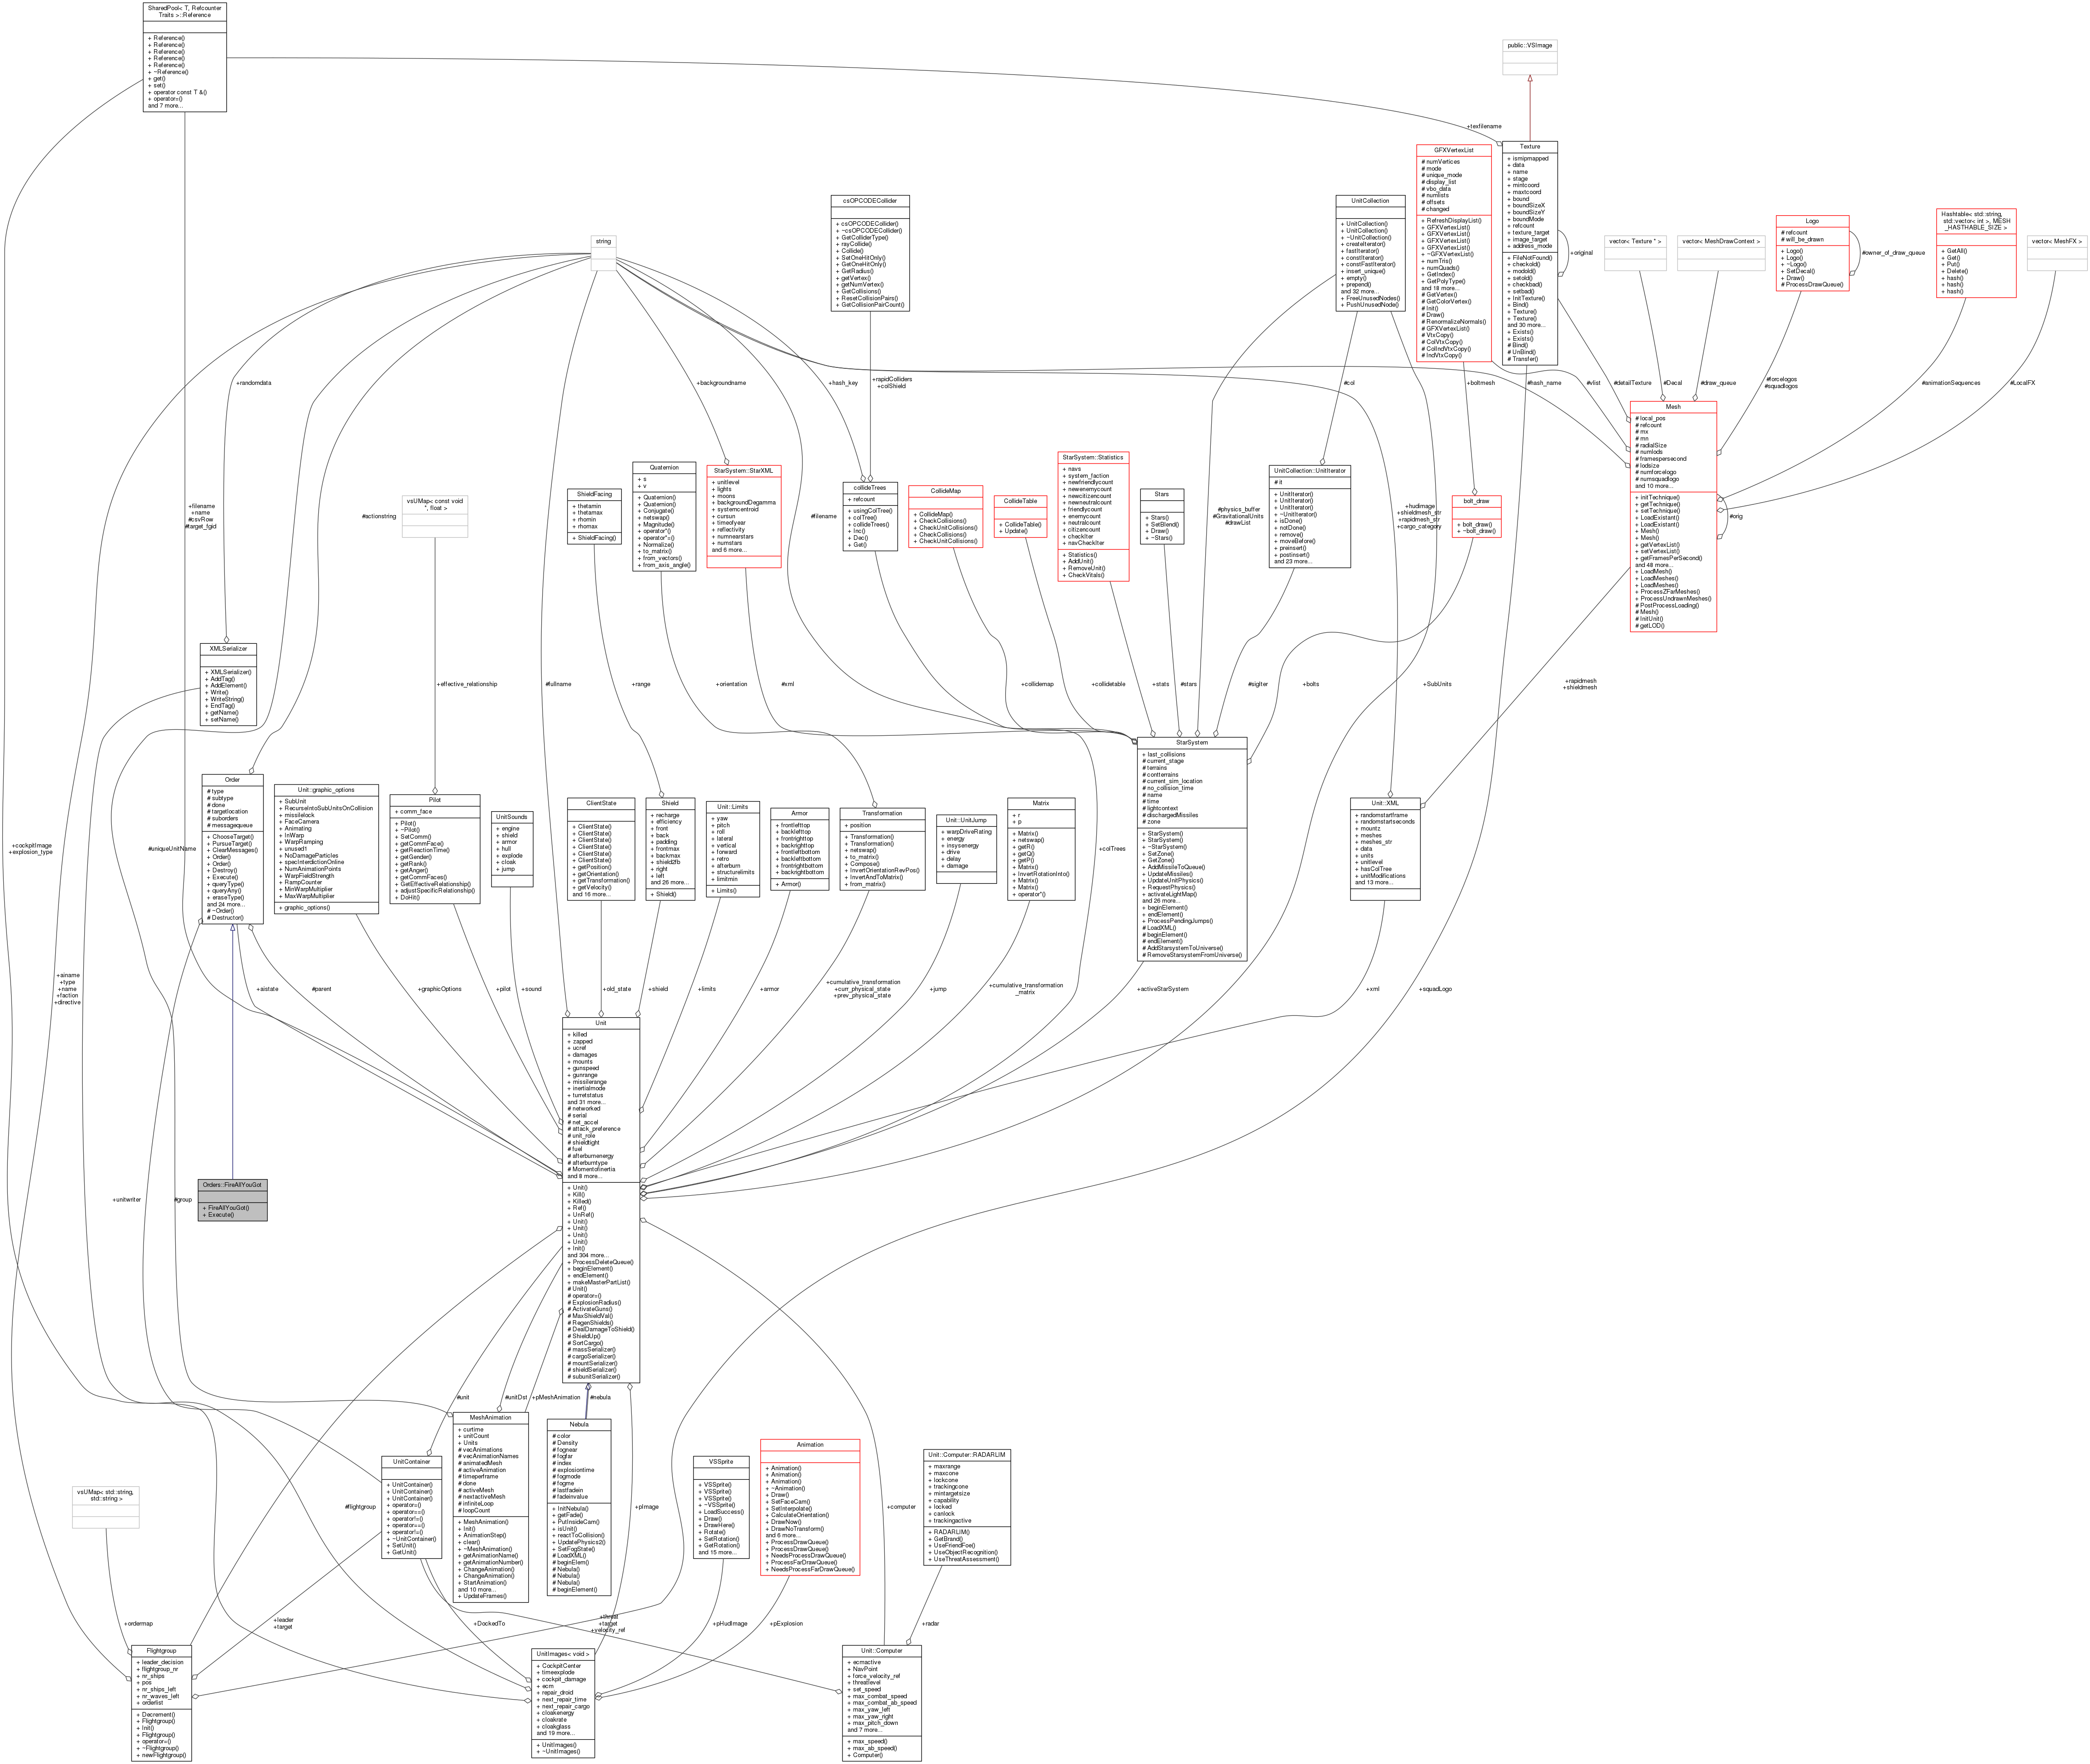 SharedPool< T, Refcounter
Traits >::Reference
+ Reference()
+ Reference()
+ Reference()
+ Reference()
+ Reference()
+ ~Reference()
+ get()
+ set()
+ operator const T &()
+ operator=()
and 7 more...
public::VSImage
+texfilename
Texture
+ ismipmapped
+ data
+ name
+ stage
+ mintcoord
+ maxtcoord
+ bound
+ boundSizeX
+ boundSizeY
+ boundMode
+ refcount
+ texture_target
+ image_target
+ address_mode
+ FileNotFound()
+ checkold()
+ modold()
+ setold()
+ checkbad()
+ setbad()
+ InitTexture()
+ Bind()
+ Texture()
+ Texture()
and 30 more...
+ Exists()
+ Exists()
# Bind()
# UnBind()
# Transfer()
+original
GFXVertexList
# numVertices
# mode
# unique_mode
# display_list
# vbo_data
# numlists
# offsets
# changed
+ RefreshDisplayList()
+ GFXVertexList()
+ GFXVertexList()
+ GFXVertexList()
+ GFXVertexList()
+ GFXVertexList()
+ ~GFXVertexList()
+ numTris()
+ numQuads()
+ GetIndex()
+ GetPolyType()
and 18 more...
# GetVertex()
# GetColorVertex()
# Init()
# Draw()
# RenormalizeNormals()
# GFXVertexList()
# VtxCopy()
# ColVtxCopy()
# ColIndVtxCopy()
# IndVtxCopy()
UnitCollection
+ UnitCollection()
+ UnitCollection()
+ ~UnitCollection()
+ createIterator()
+ fastIterator()
+ constIterator()
+ constFastIterator()
+ insert_unique()
+ empty()
+ prepend()
and 32 more...
+ FreeUnusedNodes()
+ PushUnusedNode()
csOPCODECollider
+ csOPCODECollider()
+ ~csOPCODECollider()
+ GetColliderType()
+ rayCollide()
+ Collide()
+ SetOneHitOnly()
+ GetOneHitOnly()
+ GetRadius()
+ getVertex()
+ getNumVertex()
+ GetCollisions()
+ ResetCollisionPairs()
+ GetCollisionPairCount()
string
vector< Texture * >
vector< MeshDrawContext >
Logo
# refcount
# will_be_drawn
+ Logo()
+ Logo()
+ ~Logo()
+ SetDecal()
+ Draw()
# ProcessDrawQueue()
#owner_of_draw_queue
Hashtable< std::string,
std::vector< int >, MESH
_HASTHABLE_SIZE >
+ GetAll()
+ Get()
+ Put()
+ Delete()
+ hash()
+ hash()
+ hash()
vector< MeshFX >
+randomdata
+backgroundname
+hash_key
+rapidColliders
+colShield
#col
+boltmesh
#hash_name
#vlist
#detailTexture
#Decal
#draw_queue
#forcelogos
#squadlogos
#animationSequences
#LocalFX
Mesh
# local_pos
# refcount
# mx
# mn
# radialSize
# numlods
# framespersecond
# lodsize
# numforcelogo
# numsquadlogo
and 10 more...
+ initTechnique()
+ getTechnique()
+ setTechnique()
+ LoadExistant()
+ LoadExistant()
+ Mesh()
+ Mesh()
+ getVertexList()
+ setVertexList()
+ getFramesPerSecond()
and 48 more...
+ LoadMesh()
+ LoadMeshes()
+ LoadMeshes()
+ ProcessZFarMeshes()
+ ProcessUndrawnMeshes()
# PostProcessLoading()
# Mesh()
# InitUnit()
# getLOD()
#orig
vsUMap< const void
*, float >
#actionstring
+filename
+name
#csvRow
#target_fgid
ShieldFacing
+ thetamin
+ thetamax
+ rhomin
+ rhomax
+ ShieldFacing()
Quaternion
+ s
+ v
+ Quaternion()
+ Quaternion()
+ Conjugate()
+ netswap()
+ Magnitude()
+ operator*()
+ operator*=()
+ Normalize()
+ to_matrix()
+ from_vectors()
+ from_axis_angle()
StarSystem::StarXML
+ unitlevel
+ lights
+ moons
+ backgroundDegamma
+ systemcentroid
+ cursun
+ timeofyear
+ reflectivity
+ numnearstars
+ numstars
and 6 more...
#filename
collideTrees
+ refcount
+ usingColTree()
+ colTree()
+ collideTrees()
+ Inc()
+ Dec()
+ Get()
CollideMap
+ CollideMap()
+ CheckCollisions()
+ CheckUnitCollisions()
+ CheckCollisions()
+ CheckUnitCollisions()
CollideTable
+ CollideTable()
+ Update()
StarSystem::Statistics
+ navs
+ system_faction
+ newfriendlycount
+ newenemycount
+ newcitizencount
+ newneutralcount
+ friendlycount
+ enemycount
+ neutralcount
+ citizencount
+ checkIter
+ navCheckIter
+ Statistics()
+ AddUnit()
+ RemoveUnit()
+ CheckVitals()
Stars
+ Stars()
+ SetBlend()
+ Draw()
+ ~Stars()
#physics_buffer
#GravitationalUnits
#drawList
UnitCollection::UnitIterator
# it
+ UnitIterator()
+ UnitIterator()
+ UnitIterator()
+ ~UnitIterator()
+ isDone()
+ notDone()
+ remove()
+ moveBefore()
+ preinsert()
+ postinsert()
and 23 more...
+hudimage
+shieldmesh_str
+rapidmesh_str
+cargo_category
bolt_draw
+ bolt_draw()
+ ~bolt_draw()
XMLSerializer
+ XMLSerializer()
+ AddTag()
+ AddElement()
+ Write()
+ WriteString()
+ EndTag()
+ getName()
+ setName()
+effective_relationship
#fullname
+range
+orientation
#xml
+collidemap
+collidetable
+stats
#stars
#sigIter
+bolts
+SubUnits
+rapidmesh
+shieldmesh
StarSystem
+ last_collisions
# current_stage
# terrains
# contterrains
# current_sim_location
# no_collision_time
# name
# time
# lightcontext
# dischargedMissiles
# zone
+ StarSystem()
+ StarSystem()
+ ~StarSystem()
+ SetZone()
+ GetZone()
+ AddMissileToQueue()
+ UpdateMissiles()
+ UpdateUnitPhysics()
+ RequestPhysics()
+ activateLightMap()
and 26 more...
+ beginElement()
+ endElement()
+ ProcessPendingJumps()
# LoadXML()
# beginElement()
# endElement()
# AddStarsystemToUniverse()
# RemoveStarsystemFromUniverse()
+cockpitImage
+explosion_type
#uniqueUnitName
Order
# type
# subtype
# done
# targetlocation
# suborders
# messagequeue
+ ChooseTarget()
+ PursueTarget()
+ ClearMessages()
+ Order()
+ Order()
+ Destroy()
+ Execute()
+ queryType()
+ queryAny()
+ eraseType()
and 24 more...
# ~Order()
# Destructor()
Unit::graphic_options
+ SubUnit
+ RecurseIntoSubUnitsOnCollision
+ missilelock
+ FaceCamera
+ Animating
+ InWarp
+ WarpRamping
+ unused1
+ NoDamageParticles
+ specInterdictionOnline
+ NumAnimationPoints
+ WarpFieldStrength
+ RampCounter
+ MinWarpMultiplier
+ MaxWarpMultiplier
+ graphic_options()
Pilot
+ comm_face
+ Pilot()
+ ~Pilot()
+ SetComm()
+ getCommFace()
+ getReactionTime()
+ getGender()
+ getRank()
+ getAnger()
+ getCommFaces()
+ GetEffectiveRelationship()
+ adjustSpecificRelationship()
+ DoHit()
UnitSounds
+ engine
+ shield
+ armor
+ hull
+ explode
+ cloak
+ jump
ClientState
+ ClientState()
+ ClientState()
+ ClientState()
+ ClientState()
+ ClientState()
+ ClientState()
+ getPosition()
+ getOrientation()
+ getTransformation()
+ getVelocity()
and 16 more...
Shield
+ recharge
+ efficiency
+ front
+ back
+ padding
+ frontmax
+ backmax
+ shield2fb
+ right
+ left
and 26 more...
+ Shield()
Unit::Limits
+ yaw
+ pitch
+ roll
+ lateral
+ vertical
+ forward
+ retro
+ afterburn
+ structurelimits
+ limitmin
+ Limits()
Armor
+ frontlefttop
+ backlefttop
+ frontrighttop
+ backrighttop
+ frontleftbottom
+ backleftbottom
+ frontrightbottom
+ backrightbottom
+ Armor()
Transformation
+ position
+ Transformation()
+ Transformation()
+ netswap()
+ to_matrix()
+ Compose()
+ InvertOrientationRevPos()
+ InvertAndToMatrix()
+ from_matrix()
Unit::UnitJump
+ warpDriveRating
+ energy
+ insysenergy
+ drive
+ delay
+ damage
Matrix
+ r
+ p
+ Matrix()
+ netswap()
+ getR()
+ getQ()
+ getP()
+ Matrix()
+ InvertRotationInto()
+ Matrix()
+ Matrix()
+ operator*()
+colTrees
Unit::XML
+ randomstartframe
+ randomstartseconds
+ mountz
+ meshes
+ meshes_str
+ data
+ units
+ unitlevel
+ hasColTree
+ unitModifications
and 13 more...
+ainame
+type
+name
+faction
+directive
+aistate
#parent
+graphicOptions
+pilot
+sound
+old_state
+shield
+limits
+armor
+cumulative_transformation
+curr_physical_state
+prev_physical_state
+jump
+cumulative_transformation
_matrix
+activeStarSystem
+xml
+squadLogo
Unit
+ killed
+ zapped
+ ucref
+ damages
+ mounts
+ gunspeed
+ gunrange
+ missilerange
+ inertialmode
+ turretstatus
and 31 more...
# networked
# serial
# net_accel
# attack_preference
# unit_role
# shieldtight
# fuel
# afterburnenergy
# afterburntype
# Momentofinertia
and 8 more...
+ Unit()
+ Kill()
+ Killed()
+ Ref()
+ UnRef()
+ Unit()
+ Unit()
+ Unit()
+ Unit()
+ Init()
and 304 more...
+ ProcessDeleteQueue()
+ beginElement()
+ endElement()
+ makeMasterPartList()
# Unit()
# operator=()
# ExplosionRadius()
# ActivateGuns()
# MaxShieldVal()
# RegenShields()
# DealDamageToShield()
# ShieldUp()
# SortCargo()
# massSerializer()
# cargoSerializer()
# mountSerializer()
# shieldSerializer()
# subunitSerializer()
Orders::FireAllYouGot
+ FireAllYouGot()
+ Execute()
+unitwriter
#group
#unit
#unitDst
+pMeshAnimation
#nebula
MeshAnimation
+ curtime
+ unitCount
+ Units
# vecAnimations
# vecAnimationNames
# animatedMesh
# activeAnimation
# timeperframe
# done
# activeMesh
# nextactiveMesh
# infiniteLoop
# loopCount
+ MeshAnimation()
+ Init()
+ AnimationStep()
+ clear()
+ ~MeshAnimation()
+ getAnimationName()
+ getAnimationNumber()
+ ChangeAnimation()
+ ChangeAnimation()
+ StartAnimation()
and 10 more...
+ UpdateFrames()
Nebula
# color
# Density
# fognear
# fogfar
# index
# explosiontime
# fogmode
# fogme
# lastfadein
# fadeinvalue
+ InitNebula()
+ getFade()
+ PutInsideCam()
+ isUnit()
+ reactToCollision()
+ UpdatePhysics2()
+ SetFogState()
# LoadXML()
# beginElem()
# Nebula()
# Nebula()
# Nebula()
# beginElement()
UnitContainer
+ UnitContainer()
+ UnitContainer()
+ UnitContainer()
+ operator=()
+ operator==()
+ operator!=()
+ operator==()
+ operator!=()
+ ~UnitContainer()
+ SetUnit()
+ GetUnit()
vsUMap< std::string,
std::string >
#flightgroup
+pImage
VSSprite
+ VSSprite()
+ VSSprite()
+ VSSprite()
+ ~VSSprite()
+ LoadSuccess()
+ Draw()
+ DrawHere()
+ Rotate()
+ SetRotation()
+ GetRotation()
and 15 more...
Animation
+ Animation()
+ Animation()
+ Animation()
+ ~Animation()
+ Draw()
+ SetFaceCam()
+ SetInterpolate()
+ CalculateOrientation()
+ DrawNow()
+ DrawNoTransform()
and 6 more...
+ ProcessDrawQueue()
+ ProcessDrawQueue()
+ NeedsProcessDrawQueue()
+ ProcessFarDrawQueue()
+ NeedsProcessFarDrawQueue()
+computer
Unit::Computer::RADARLIM
+ maxrange
+ maxcone
+ lockcone
+ trackingcone
+ mintargetsize
+ capability
+ locked
+ canlock
+ trackingactive
+ RADARLIM()
+ GetBrand()
+ UseFriendFoe()
+ UseObjectRecognition()
+ UseThreatAssessment()
+ordermap
+leader
+target
+DockedTo
+threat
+target
+velocity_ref
+pHudImage
+pExplosion
+radar
Flightgroup
+ leader_decision
+ flightgroup_nr
+ nr_ships
+ pos
+ nr_ships_left
+ nr_waves_left
+ orderlist
+ Decrement()
+ Flightgroup()
+ Init()
+ Flightgroup()
+ operator=()
+ ~Flightgroup()
+ newFlightgroup()
UnitImages< void >
+ CockpitCenter
+ timeexplode
+ cockpit_damage
+ ecm
+ repair_droid
+ next_repair_time
+ next_repair_cargo
+ cloakenergy
+ cloakrate
+ cloakglass
and 19 more...
+ UnitImages()
+ ~UnitImages()
Unit::Computer
+ ecmactive
+ NavPoint
+ force_velocity_ref
+ threatlevel
+ set_speed
+ max_combat_speed
+ max_combat_ab_speed
+ max_yaw_left
+ max_yaw_right
+ max_pitch_down
and 7 more...
+ max_speed()
+ max_ab_speed()
+ Computer()